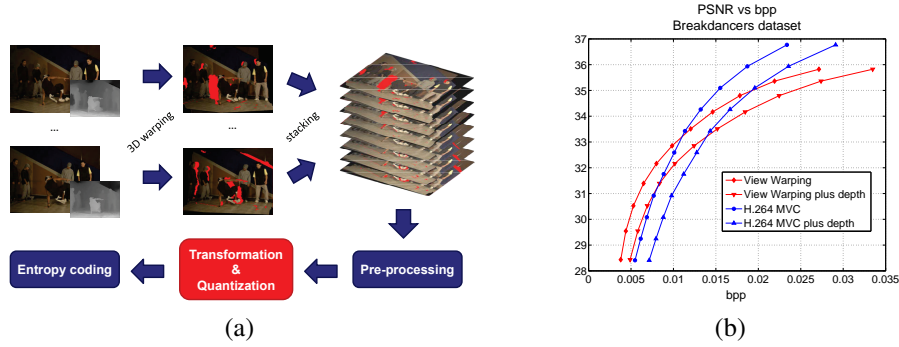 ...
3D warping
...
stacking
Entropy coding
Transformation
&
Quantization
Pre-processing
(a)
PSNR vs bpp
Breakdancers dataset
37
36
35
34
33
32
31
30
29
28
0.005
0.01
0.015
0.02
0.025
0.03
0.035
bpp
View Warping
View Warping plus depth
H.264 MVC
H.264 MVC plus depth
(b)